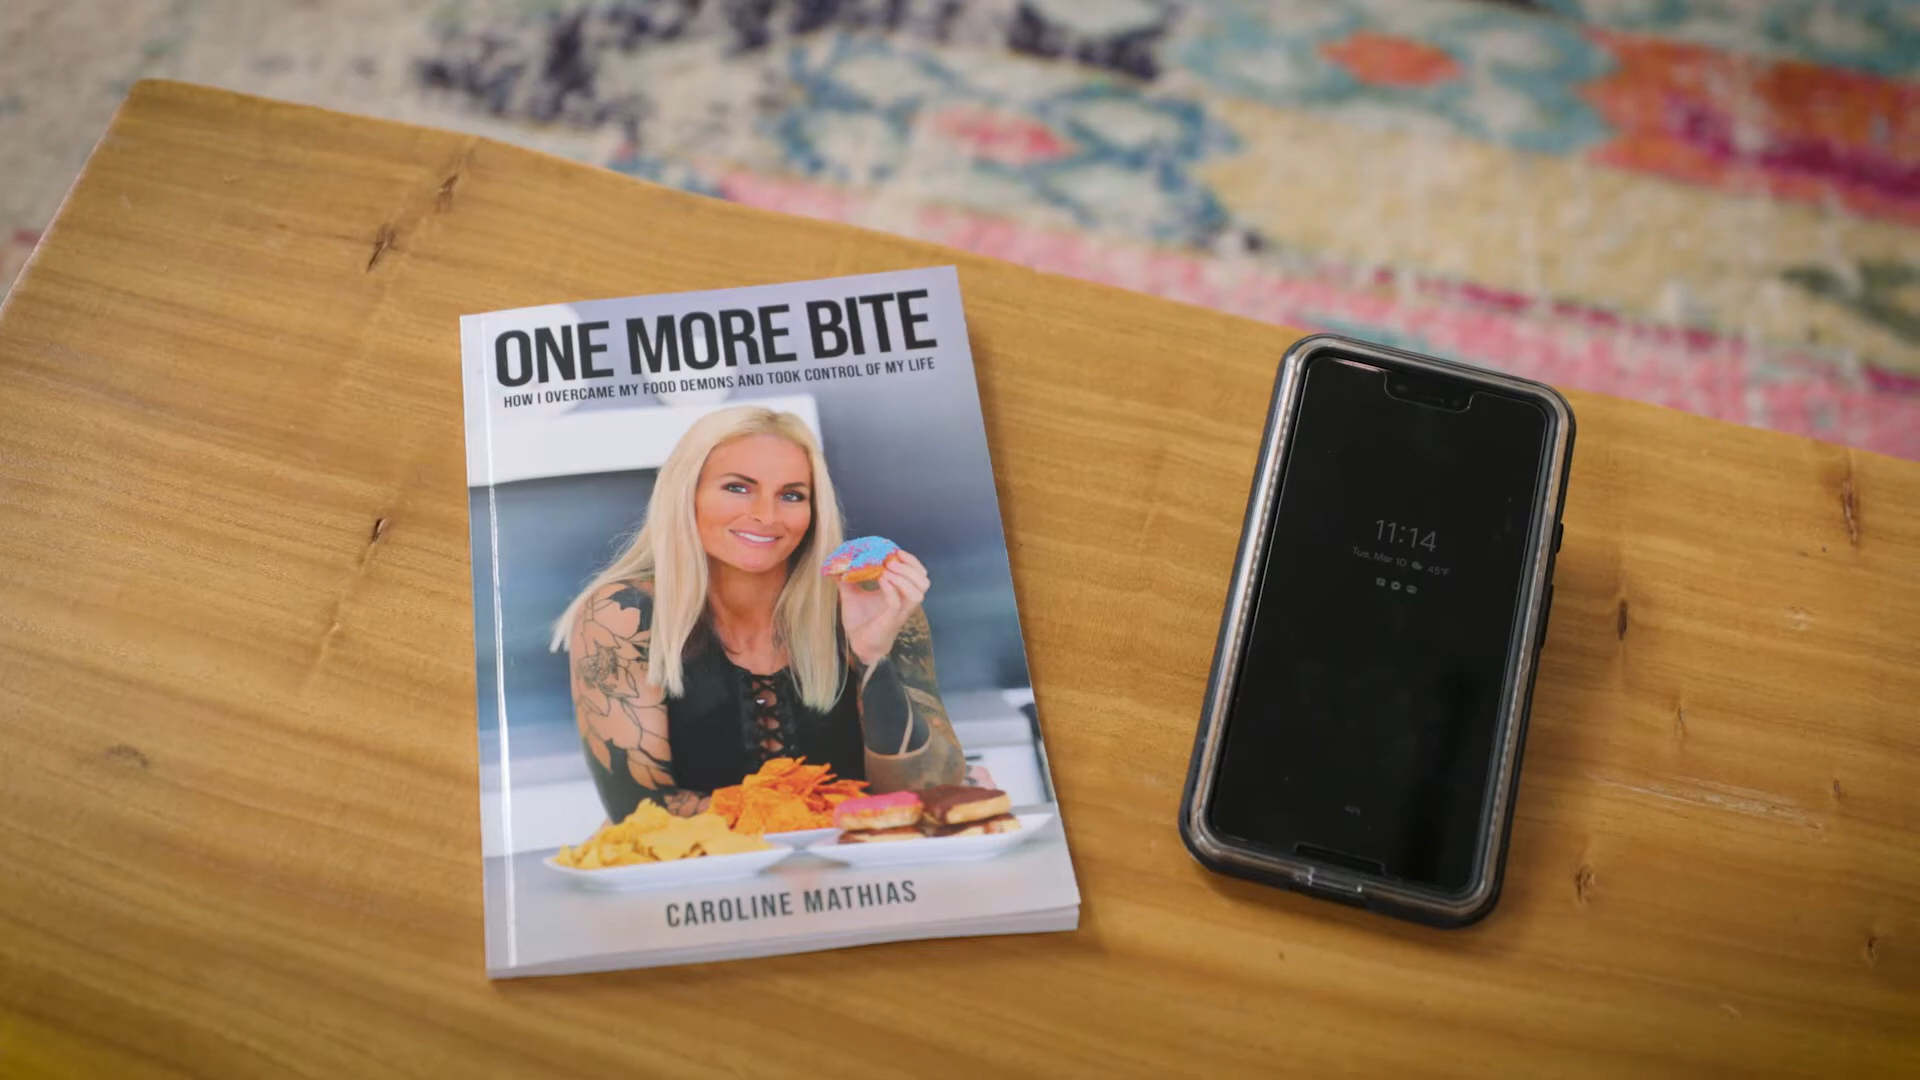 ONE MORE BITE
HOW I OVERCAME MY FOOD DEMONS AND TOOK CONTROL OF MY LIFE
CAROLINE MATHIAS
11:14
Tue, Mar 10 45°F